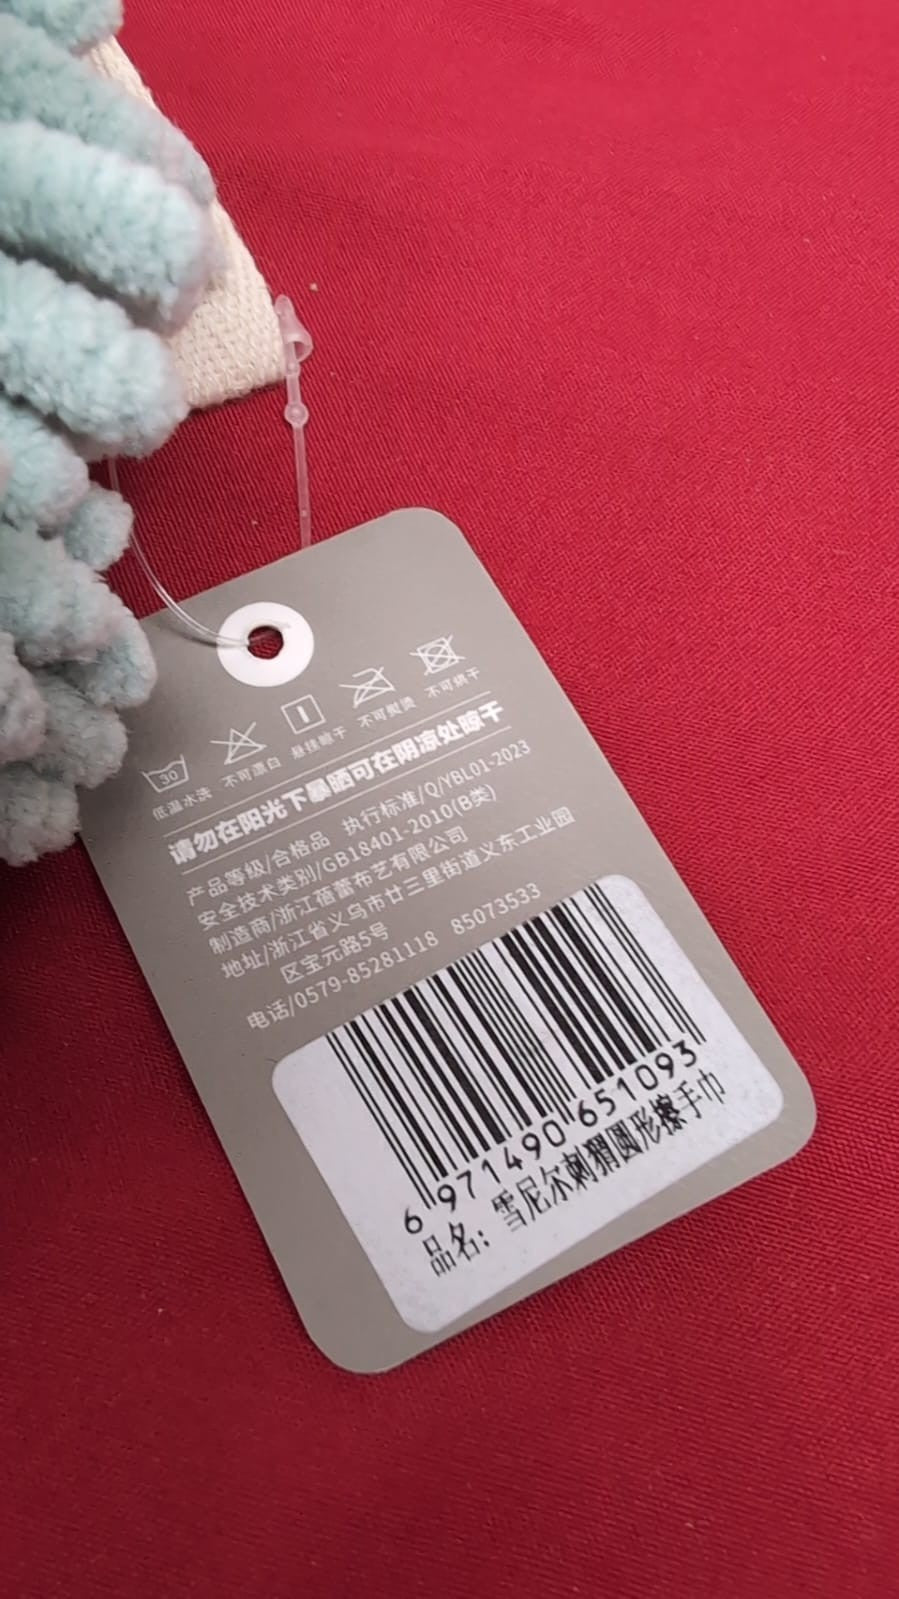 30
低温水洗 不可漂白 悬挂晾干 不可熨烫 不可烘干
请勿在阳光下暴晒可在阴凉处晾干
产品等级/合格品 执行标准/Q/YBL01-2023
安全技术类别/GB18401-2010(B类)
制造商/浙江蓓蕾布艺有限公司
地址/浙江省义乌市廿三里街道义东工业园
区宝元路5号
电话/0579-85281118 85073533
6 971490 651093
品名：雪尼尔刺猬圆形擦手巾